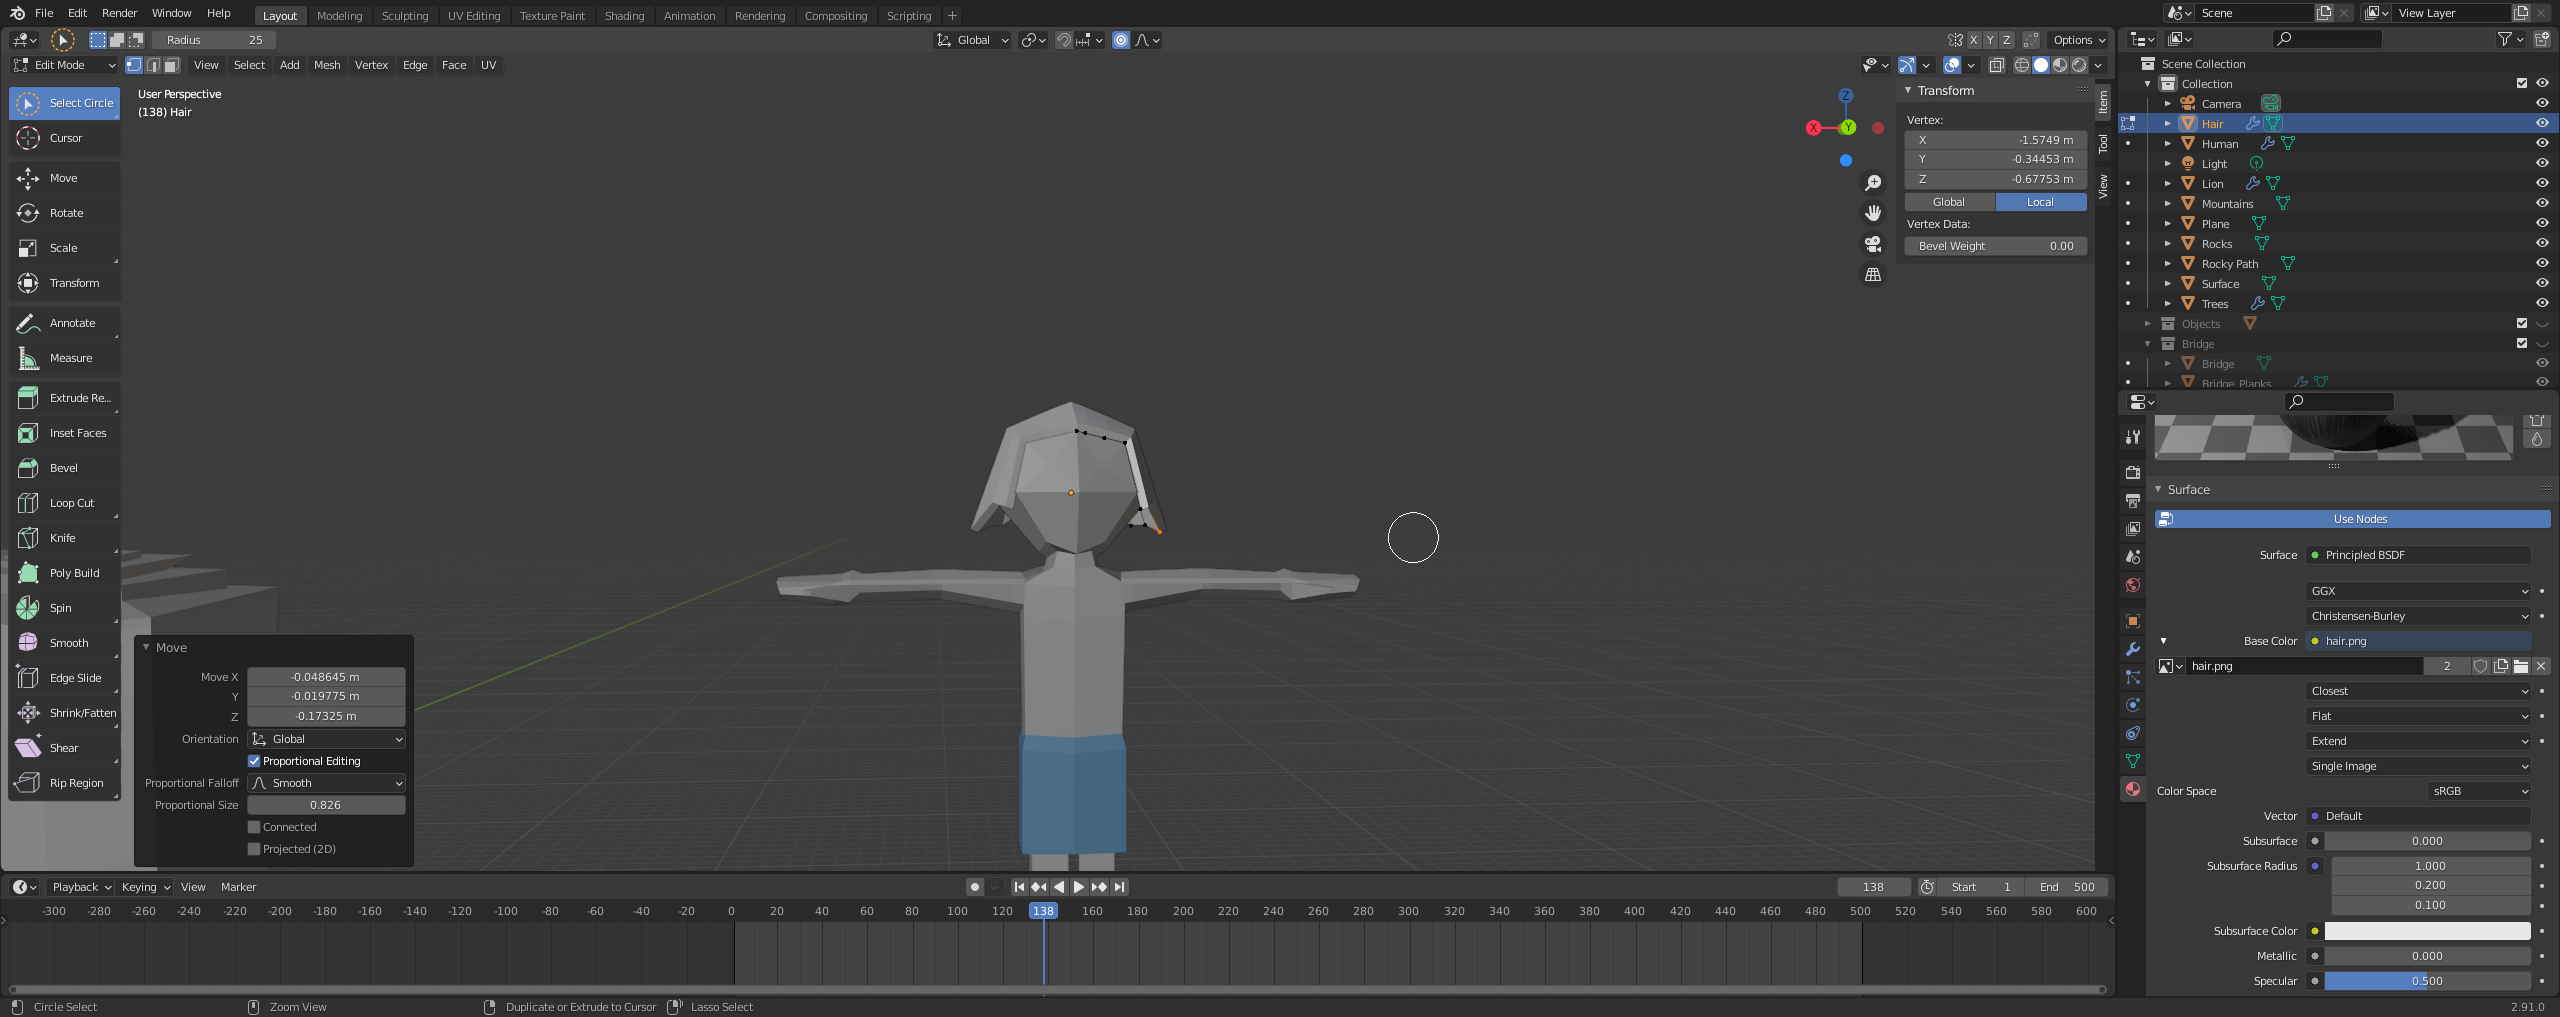 File Edit Render Window Help Layout Modeling Sculpting UV Editing Texture Paint Shading Animation Rendering Compositing Scripting + Scene View Layer
Radius 25 Global X Y Z Options
Edit Mode View Select Add Mesh Vertex Edge Face UV
Select Circle
Cursor
Move
Rotate
Scale
Transform
Annotate
Measure
Extrude Re...
Inset Faces
Bevel
Loop Cut
Knife
Poly Build
Spin
Smooth
Edge Slide
Shrink/Fatten
Shear
Rip Region
User Perspective
(138) Hair
Z
X Y
Transform
Vertex:
X -1.5749 m
Y -0.34453 m
Z -0.67753 m
Global Local
Vertex Data:
Bevel Weight 0.00
Item
Tool
View
Move
Move X -0.048645 m
Y -0.019775 m
Z -0.17325 m
Orientation Global
Proportional Editing
Proportional Falloff Smooth
Proportional Size 0.826
Connected
Projected (2D)
Scene Collection
Collection
Camera
Hair
Human
Light
Lion
Mountains
Plane
Rocks
Rocky Path
Surface
Trees
Objects
Bridge
Bridge
Bridge Planks
Surface
Use Nodes
Surface Principled BSDF
GGX
Christensen-Burley
Base Color hair.png
hair.png 2
Closest
Flat
Extend
Single Image
Color Space sRGB
Vector Default
Subsurface 0.000
Subsurface Radius 1.000
0.200
0.100
Subsurface Color
Metallic 0.000
Specular 0.500
Playback Keying View Marker 138 Start 1 End 500
-300 -280 -260 -240 -220 -200 -180 -160 -140 -120 -100 -80 -60 -40 -20 0 20 40 60 80 100 120 138 160 180 200 220 240 260 280 300 320 340 360 380 400 420 440 460 480 500 520 540 560 580 600
Circle Select Zoom View Duplicate or Extrude to Cursor Lasso Select 2.91.0